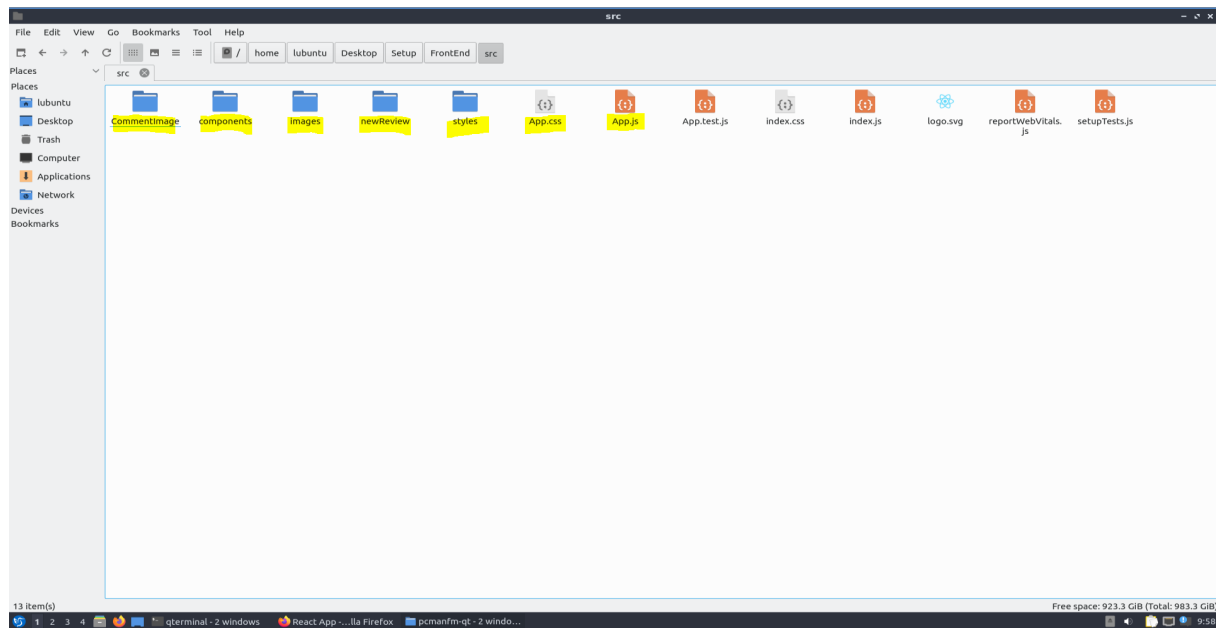 src
File Edit View Go Bookmarks Tool Help
/ home lubuntu Desktop Setup FrontEnd src
Places
src
Places
lubuntu
Desktop
Trash
Computer
Applications
Network
Devices
Bookmarks
CommentImage components images newReview styles App.css App.js App.test.js index.css index.js logo.svg reportWebVitals. setupTests.js
js
13 item(s)
Free space: 923.3 GiB (Total: 983.3 GiB)
1 2 3 4 qterminal - 2 windows React App -...lla Firefox pcmanfm-qt - 2 windo... 9:58